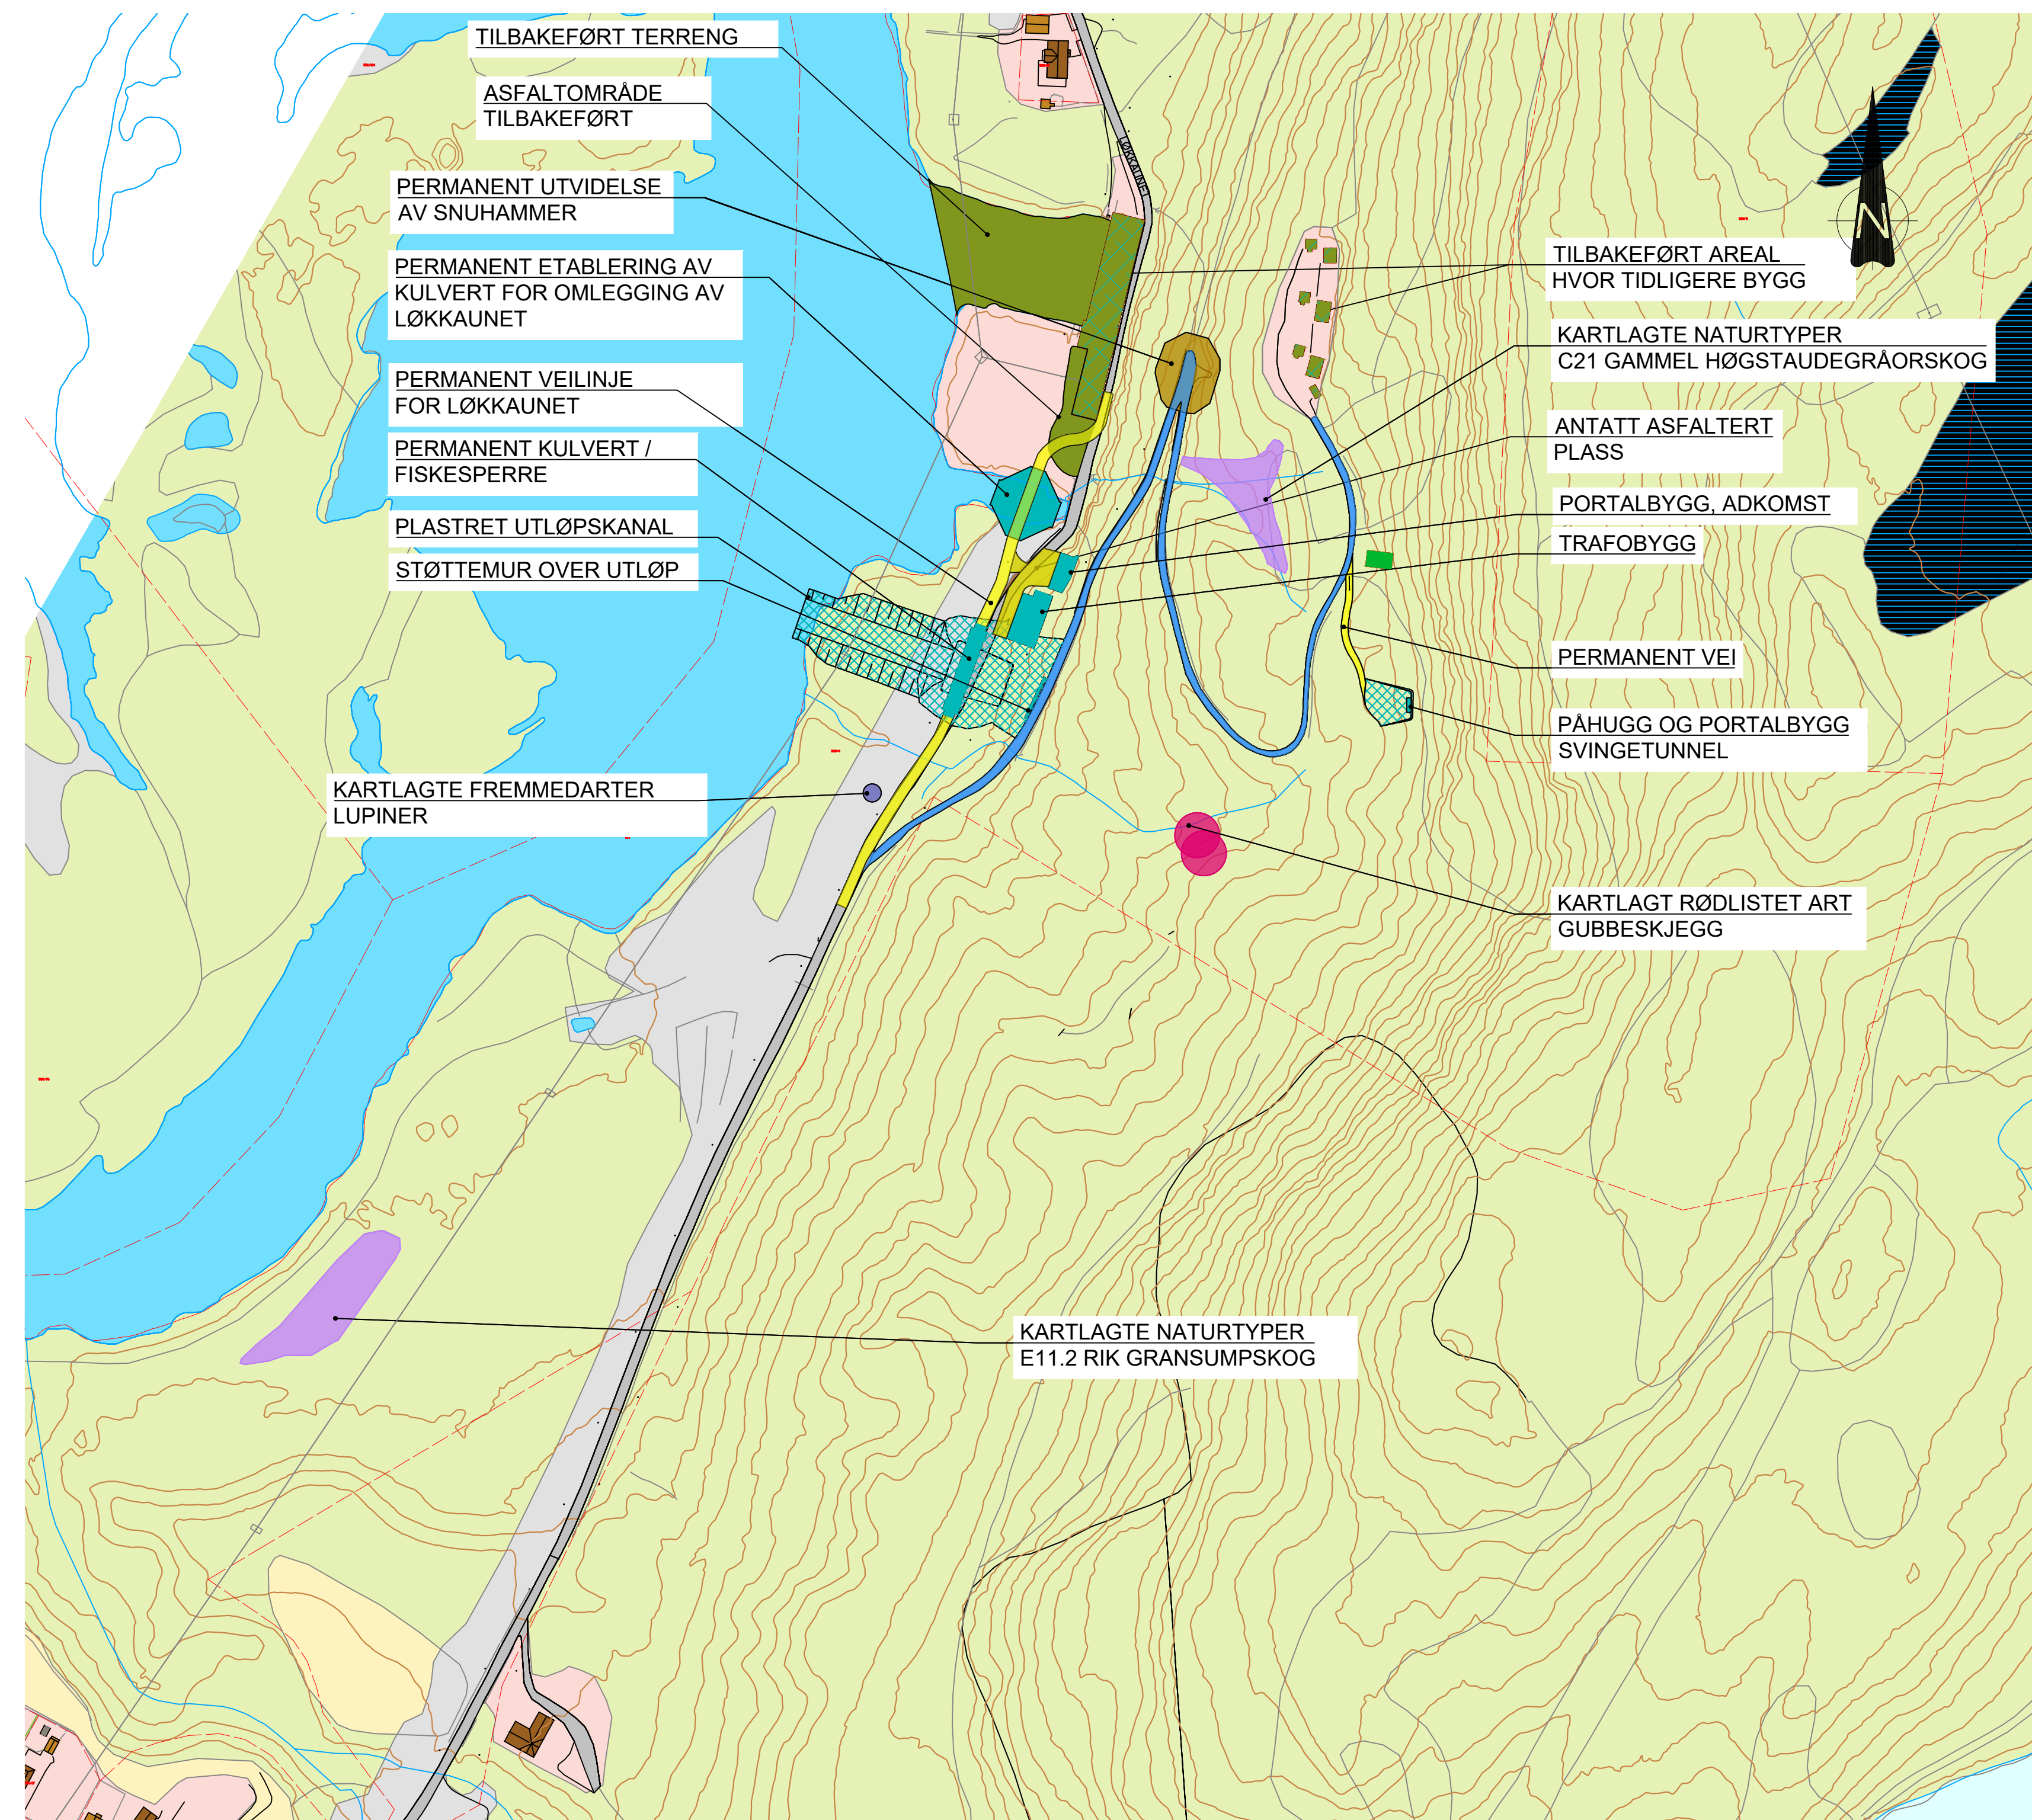 TILBAKEFØRT TERRENG
ASFALTOMRÅDE
TILBAKEFØRT
PERMANENT UTVIDELSE
AV SNUHAMMER
PERMANENT ETABLERING AV
KULVERT FOR OMLEGGING AV
LØKKAUNET
PERMANENT VEILINJE
FOR LØKKAUNET
PERMANENT KULVERT /
FISKESPERRE
PLASTRET UTLØPSKANAL
STØTTEMUR OVER UTLØP
KARTLAGTE FREMMEDARTER
LUPINER
N
TILBAKEFØRT AREAL
HVOR TIDLIGERE BYGG
KARTLAGTE NATURTYPER
C21 GAMMEL HØGSTAUDEGRÅORSKOG
ANTATT ASFALTERT
PLASS
PORTALBYGG, ADKOMST
TRAFOBYGG
PERMANENT VEI
PÅHUGG OG PORTALBYGG
SVINGETUNNEL
KARTLAGT RØDLISTET ART
GUBBESKJEGG
KARTLAGTE NATURTYPER
E11.2 RIK GRANSUMPSKOG